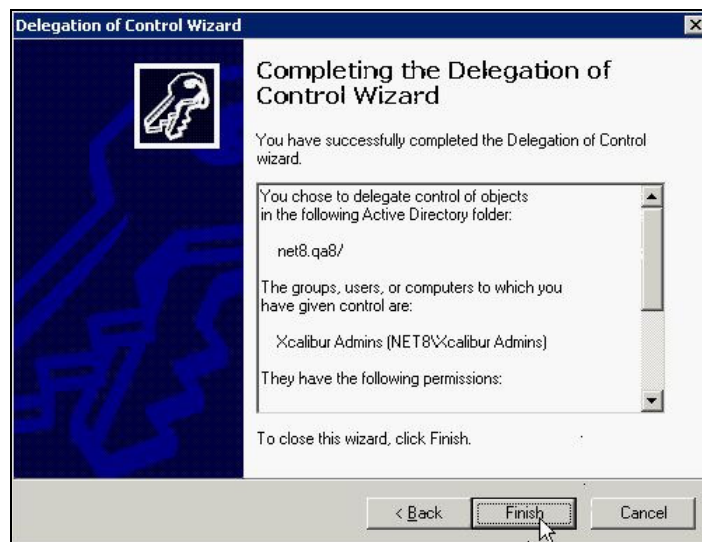 Delegation of Control Wizard
Completing the Delegation of
Control Wizard
You have successfully completed the Delegation of Control
wizard.
You chose to delegate control of objects
in the following Active Directory folder:
net8.qa8/
The groups, users, or computers to which you
have given control are:
Xcalibur Admins (NET8\Xcalibur Admins)
They have the following permissions:
To close this wizard, click Finish.
< Back
Finish
Cancel